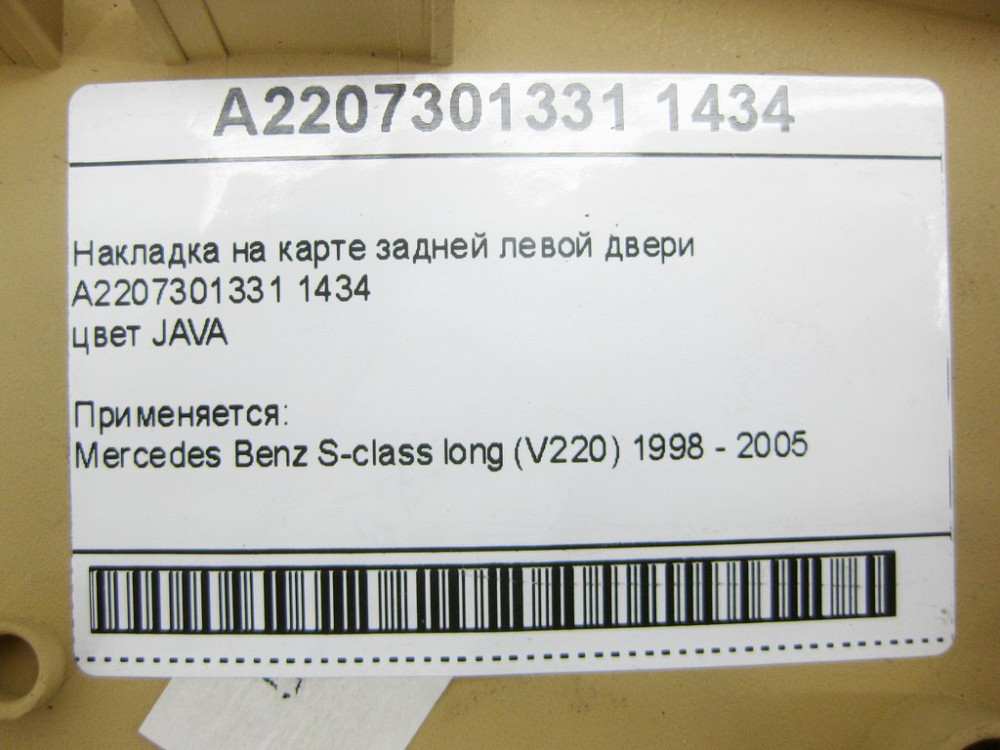 A2207301331 1434
Накладка на карте задней левой двери
A2207301331 1434
цвет JAVA
Применяется:
Mercedes Benz S-class long (V220) 1998 - 2005